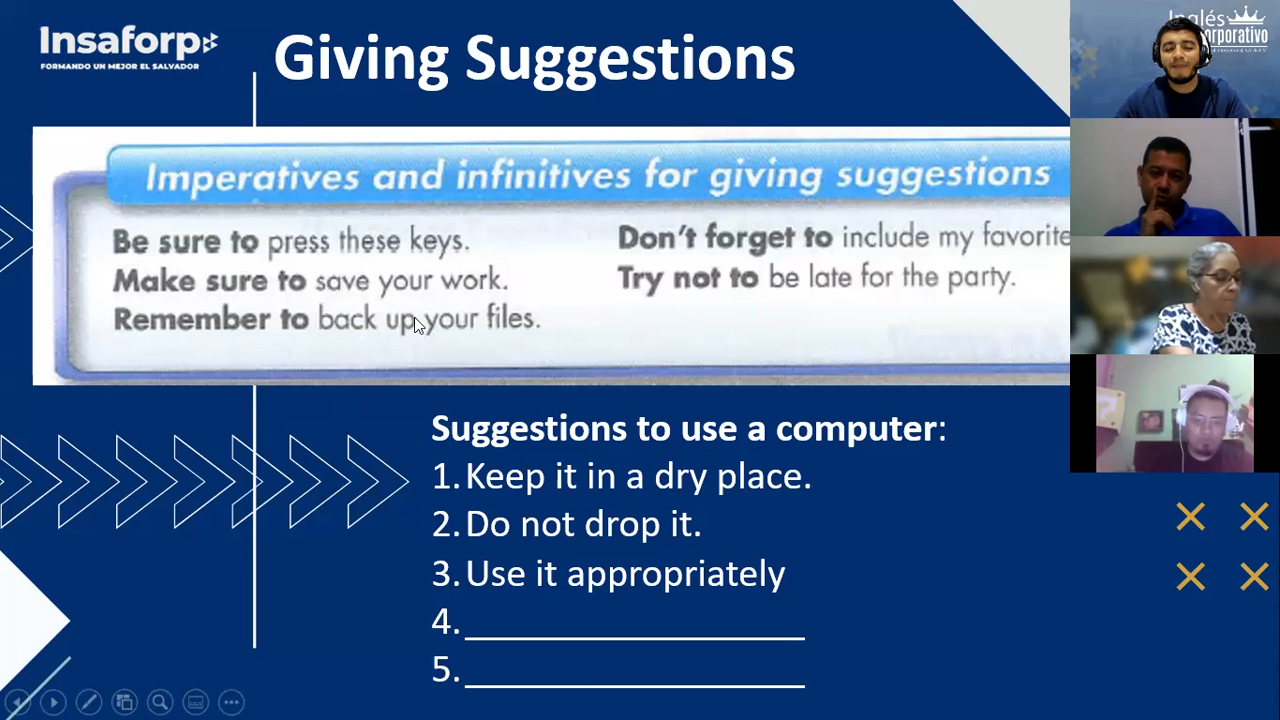 Insaforp
FORMANDO UN MEJOR EL SALVADOR
Giving Suggestions
Inglés
orporativo
Imperatives and infinitives for giving suggestions
Be sure to press these keys.
Make sure to save your work.
Remember to back up your files.
Don't forget to include my favorite
Try not to be late for the party.
Suggestions to use a computer:
1. Keep it in a dry place.
2. Do not drop it.
3. Use it appropriately
4.
5.